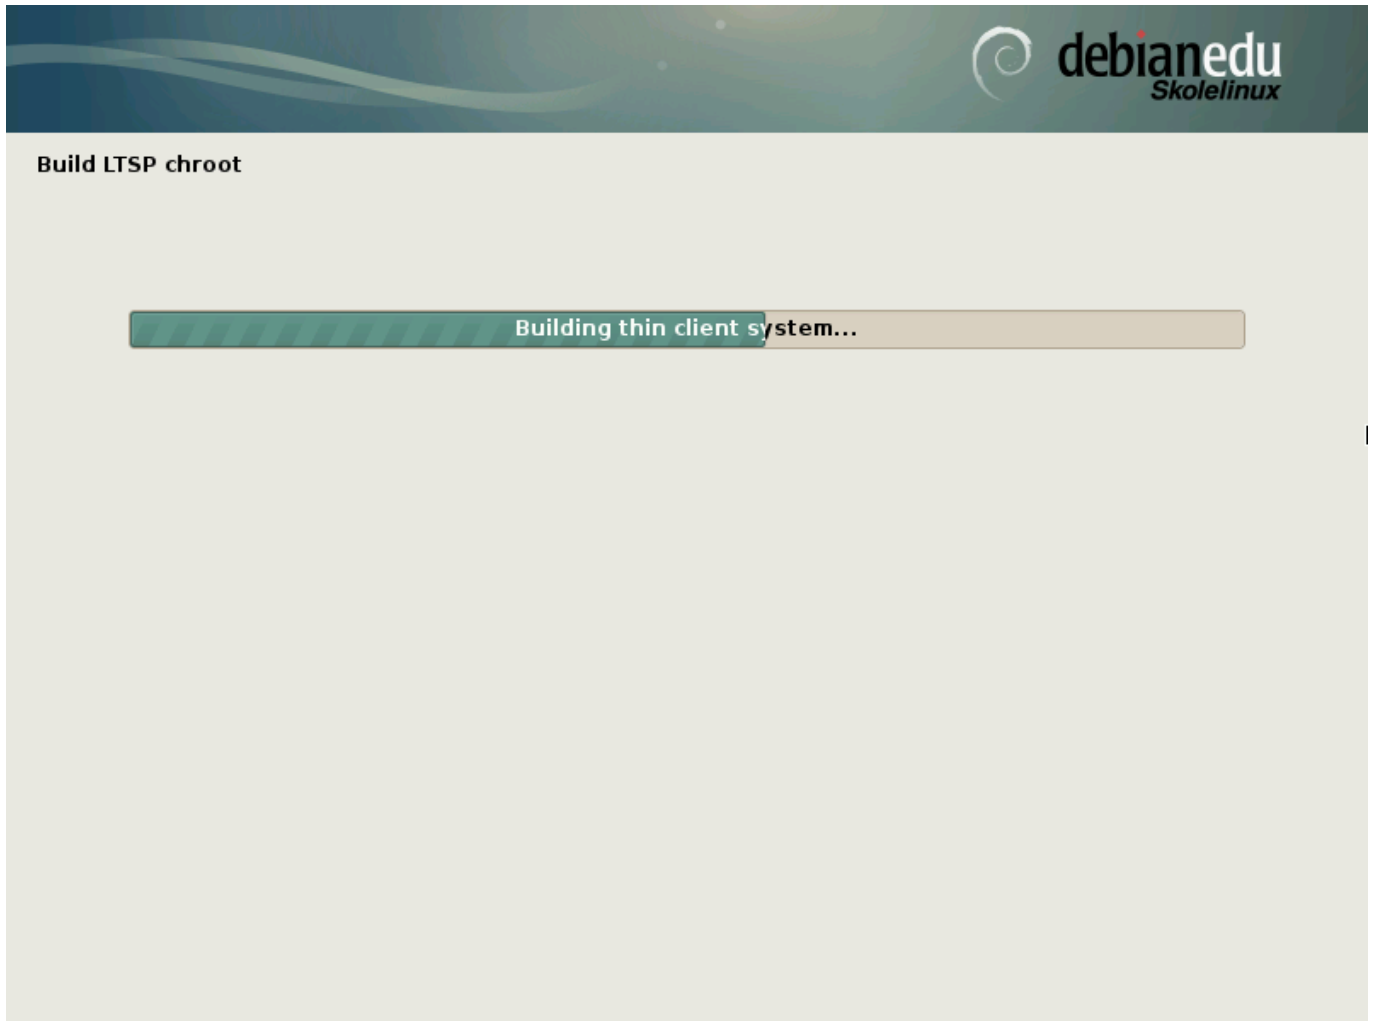 debianedu
Skolelinux
Build LTSP chroot
Building thin client system...